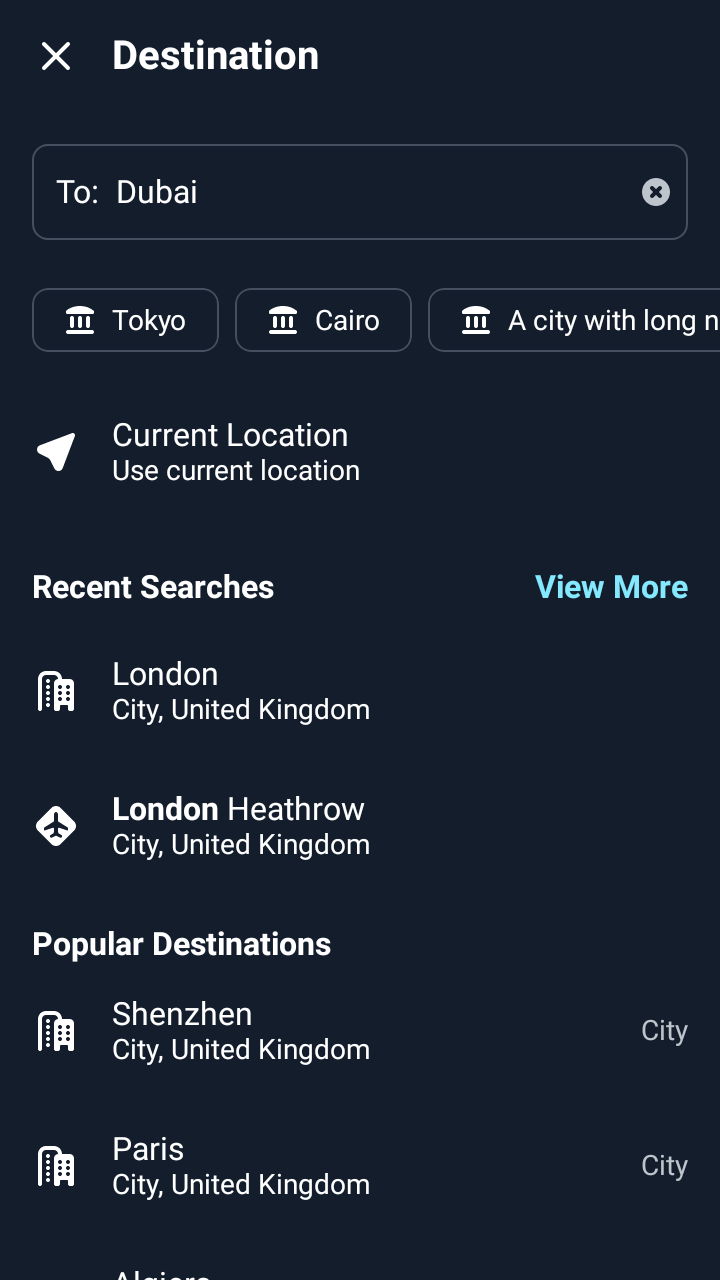 Destination
To: Dubai
Tokyo
Cairo
A city with long n
Current Location
Use current location
Recent Searches
View More
London
City, United Kingdom
London Heathrow
City, United Kingdom
Popular Destinations
Shenzhen
City, United Kingdom
City
Paris
City, United Kingdom
City
Algiers